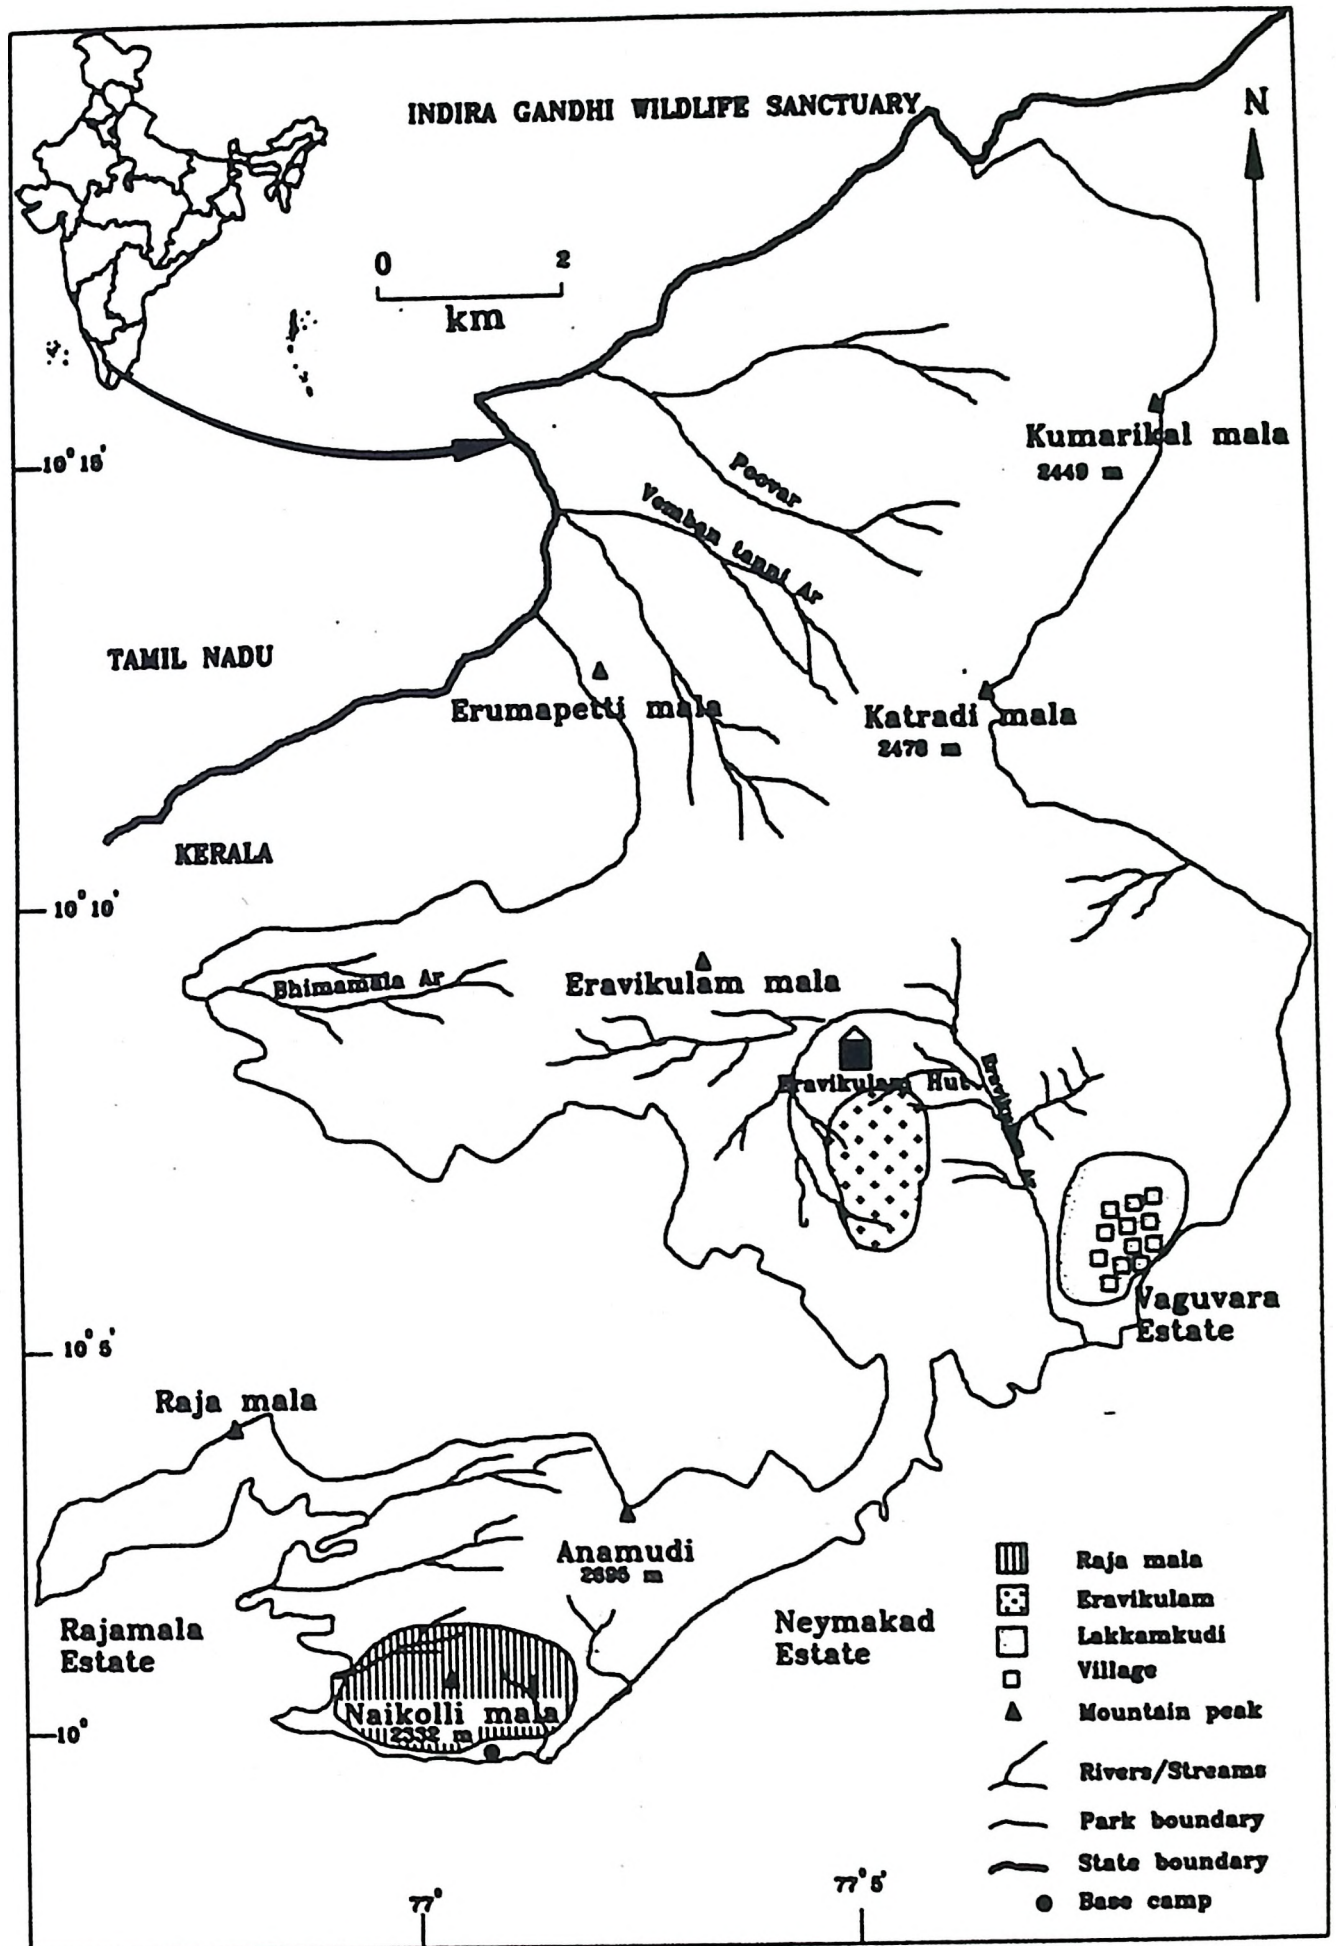 INDIRA GANDHI WILDLIFE SANCTUARY
N
0 2
km
Kumarikal mala
2449 m
10° 15'
Poovar
Vemban tanni Ar
TAMIL NADU
Erumapetti mala
Katradi mala
2478 m
KERALA
10° 10'
Bhimamala Ar
Eravikulam mala
Eravikulam Hut
Vaguvara
Estate
10° 5'
Raja mala
Anamudi
2695 m
Rajamala
Estate
Neymakad
Estate
Naikolli mala
2332 m
10°
Raja mala
Eravikulam
Lakkamkudi
Village
Mountain peak
Rivers/Streams
Park boundary
State boundary
Base camp
77°
77° 5'